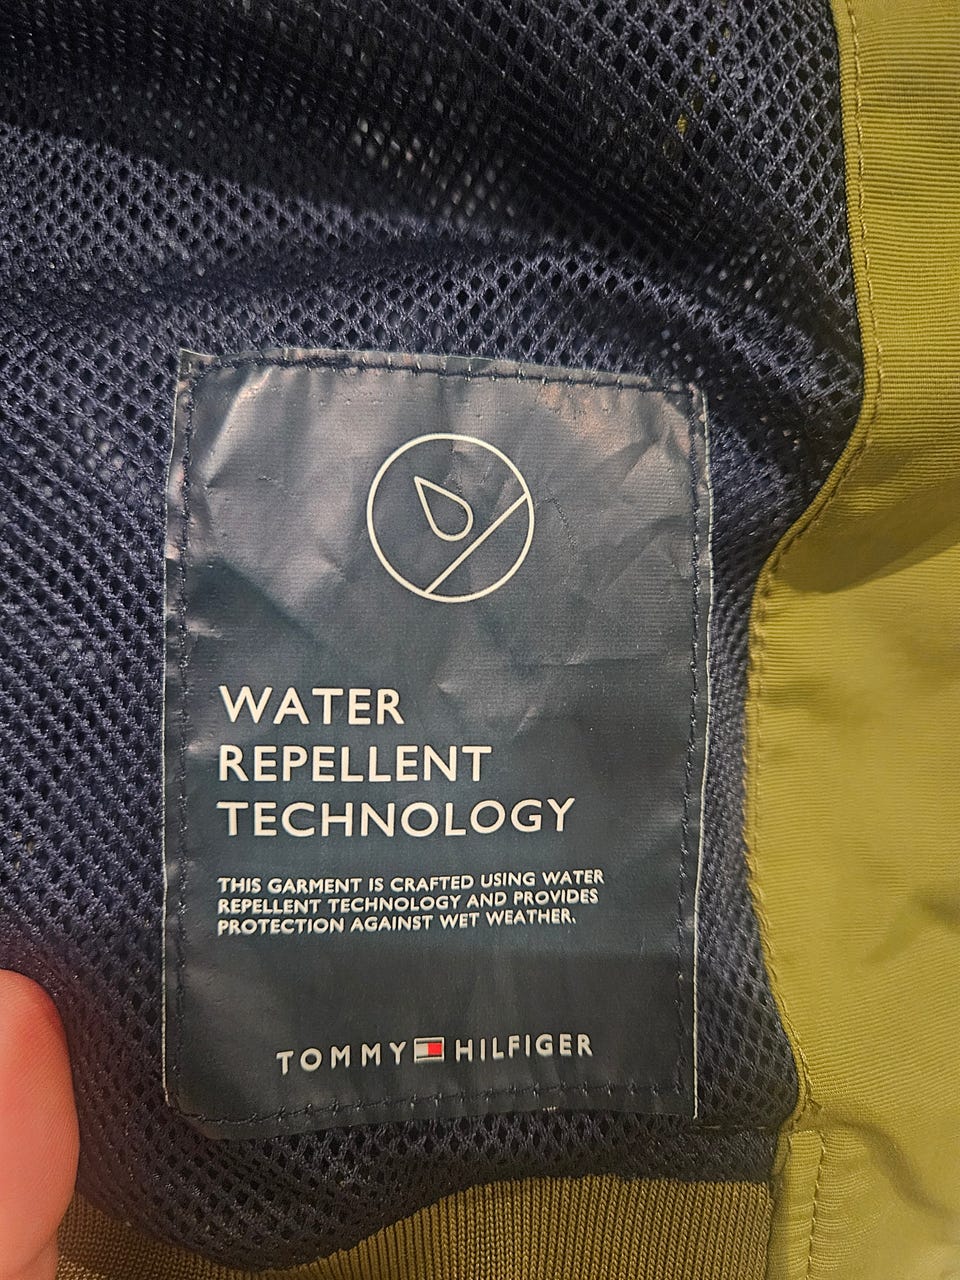 WATER
REPELLENT
TECHNOLOGY
THIS GARMENT IS CRAFTED USING WATER
REPELLENT TECHNOLOGY AND PROVIDES
PROTECTION AGAINST WET WEATHER.
TOMMY HILFIGER